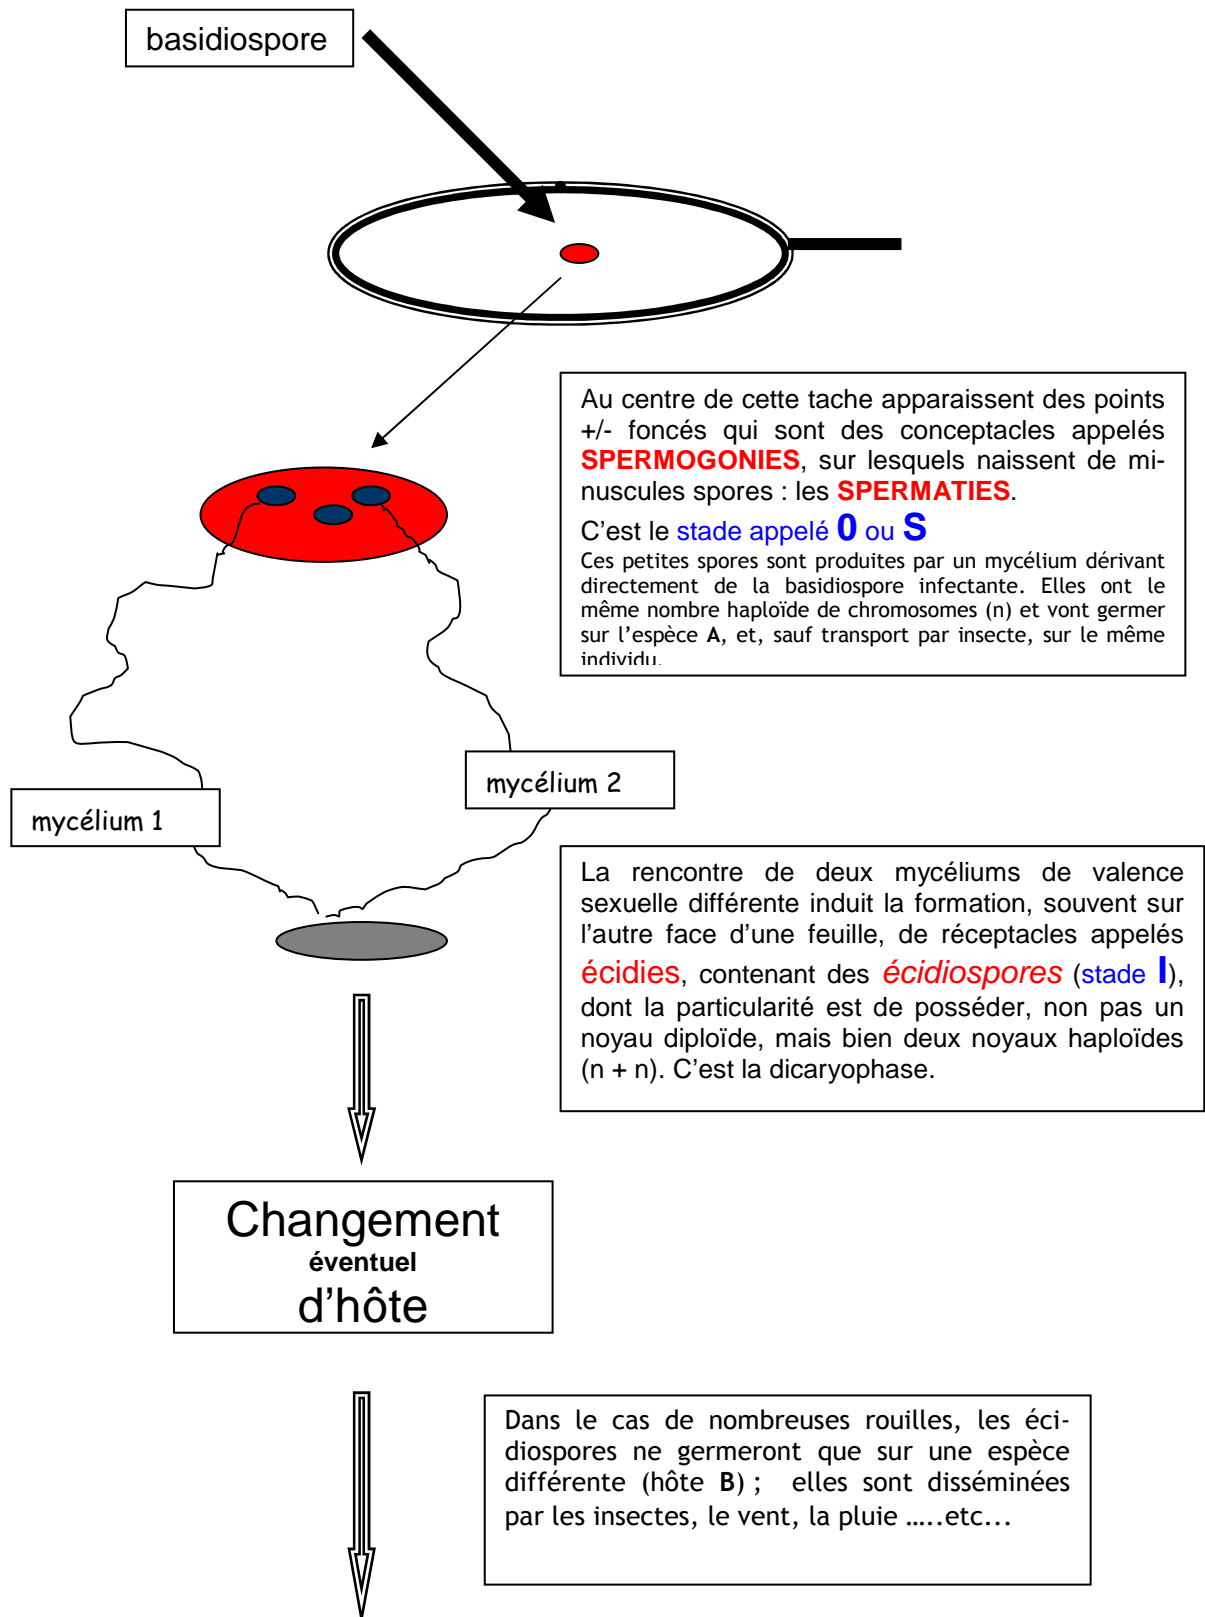 basidiospore
Au centre de cette tache apparaissent des points
+/- foncés qui sont des conceptacles appelés
SPERMOGONIES, sur lesquels naissent de mi-
nuscules spores : les SPERMATIES.
C’est le stade appelé 0 ou S
Ces petites spores sont produites par un mycélium dérivant
directement de la basidiospore infectante. Elles ont le
même nombre haploïde de chromosomes (n) et vont germer
sur l’espèce A, et, sauf transport par insecte, sur le même
individu.
mycélium 2
mycélium 1
La rencontre de deux mycéliums de valence
sexuelle différente induit la formation, souvent sur
l’autre face d’une feuille, de réceptacles appelés
écidies, contenant des écidiospores (stade I),
dont la particularité est de posséder, non pas un
noyau diploïde, mais bien deux noyaux haploïdes
(n + n). C’est la dicaryophase.
Changement
éventuel
d’hôte
Dans le cas de nombreuses rouilles, les éci-
diospores ne germeront que sur une espèce
différente (hôte B) ; elles sont disséminées
par les insectes, le vent, la pluie …..etc...